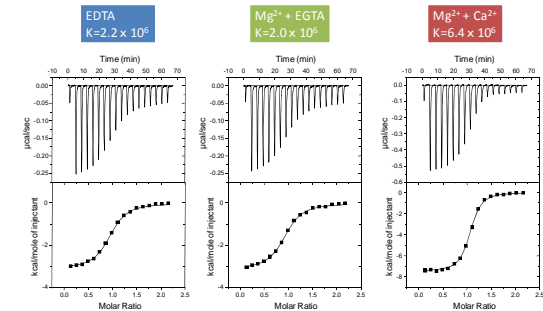 EDTA
K=2.2 x 10⁶
Mg²⁺ + EGTA
K=2.0 x 10⁶
Mg²⁺ + Ca²⁺
K=6.4 x 10⁶
Time (min)
-10 0 10 20 30 40 50 60 70
0.00
-0.05
-0.10
-0.15
-0.20
-0.25
µcal/sec
0
-2
-4
kcal/mole of injectant
0.0 0.5 1.0 1.5 2.0 2.5
Molar Ratio
Time (min)
-10 0 10 20 30 40 50 60 70
0.00
-0.05
-0.10
-0.15
-0.20
-0.25
µcal/sec
0
-2
-4
kcal/mole of injectant
0.0 0.5 1.0 1.5 2.0 2.5
Molar Ratio
Time (min)
-10 0 10 20 30 40 50 60 70
0.0
-0.1
-0.2
-0.3
-0.4
-0.5
-0.6
µcal/sec
0
-2
-4
-6
-8
kcal/mole of injectant
0.0 0.5 1.0 1.5 2.0 2.5
Molar Ratio